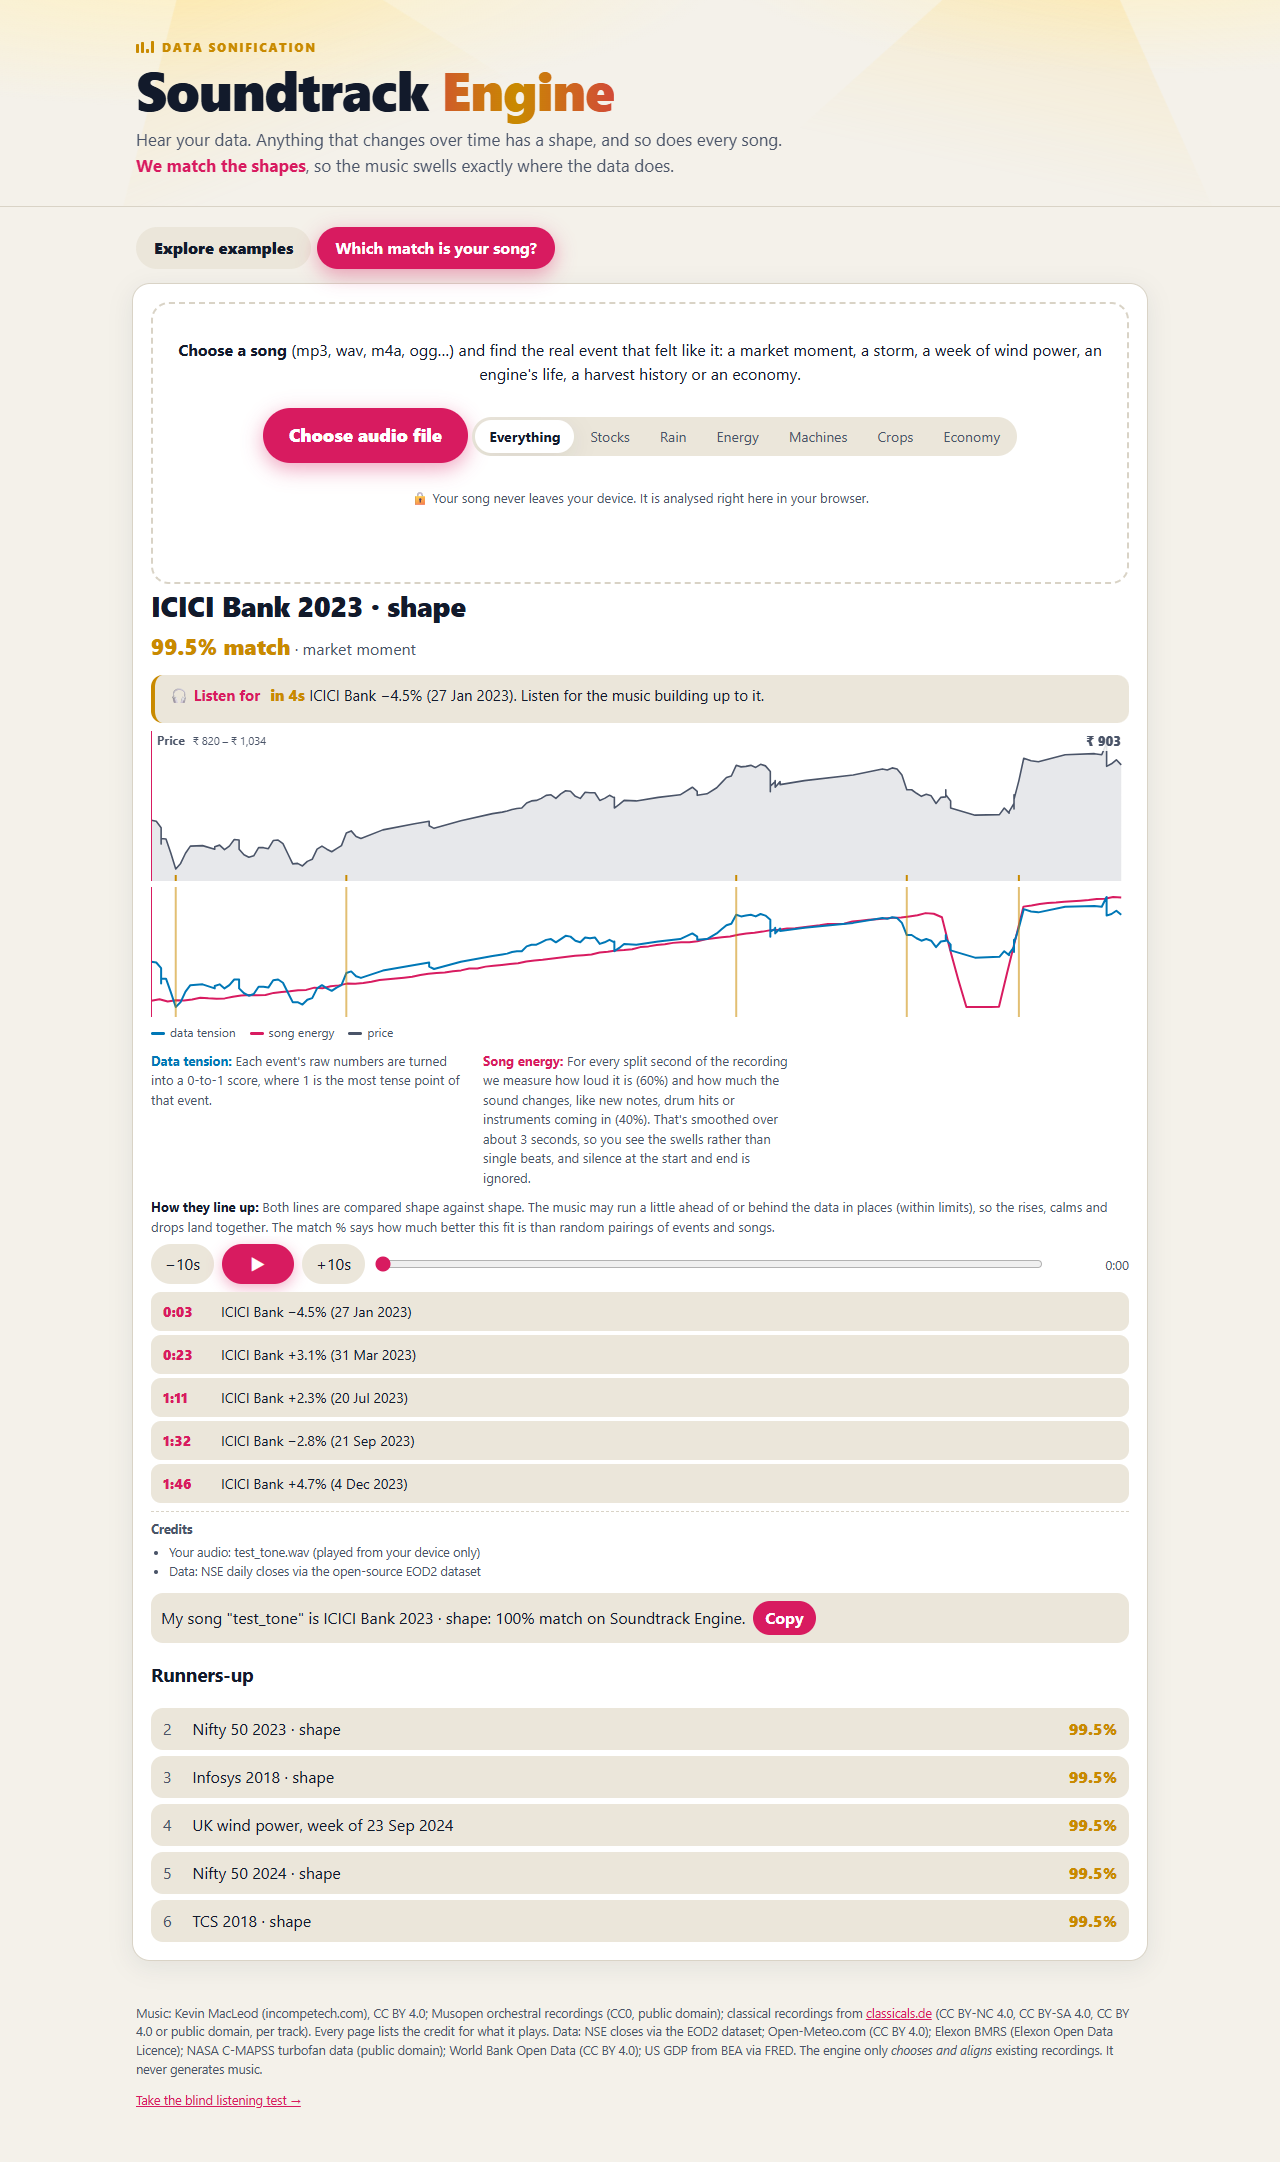 DATA SONIFICATION
Soundtrack Engine
Hear your data. Anything that changes over time has a shape, and so does every song.
We match the shapes, so the music swells exactly where the data does.
Explore examples
Which match is your song?
Choose a song (mp3, wav, m4a, ogg...) and find the real event that felt like it: a market moment, a storm, a week of wind power, an
engine's life, a harvest history or an economy.
Choose audio file
Everything Stocks Rain Energy Machines Crops Economy
🔒 Your song never leaves your device. It is analysed right here in your browser.
ICICI Bank 2023 · shape
99.5% match · market moment
🎧 Listen for in 4s ICICI Bank −4.5% (27 Jan 2023). Listen for the music building up to it.
Price ₹ 820 – ₹ 1,034
₹ 903
data tension song energy price
Data tension: Each event's raw numbers are turned
into a 0-to-1 score, where 1 is the most tense point of
that event.
Song energy: For every split second of the recording
we measure how loud it is (60%) and how much the
sound changes, like new notes, drum hits or
instruments coming in (40%). That's smoothed over
about 3 seconds, so you see the swells rather than
single beats, and silence at the start and end is
ignored.
How they line up: Both lines are compared shape against shape. The music may run a little ahead of or behind the data in places (within limits), so the rises, calms and
drops land together. The match % says how much better this fit is than random pairings of events and songs.
−10s
+10s
0:00
0:03 ICICI Bank −4.5% (27 Jan 2023)
0:23 ICICI Bank +3.1% (31 Mar 2023)
1:11 ICICI Bank +2.3% (20 Jul 2023)
1:32 ICICI Bank −2.8% (21 Sep 2023)
1:46 ICICI Bank +4.7% (4 Dec 2023)
Credits
• Your audio: test_tone.wav (played from your device only)
• Data: NSE daily closes via the open-source EOD2 dataset
My song "test_tone" is ICICI Bank 2023 · shape: 100% match on Soundtrack Engine. Copy
Runners-up
2 Nifty 50 2023 · shape 99.5%
3 Infosys 2018 · shape 99.5%
4 UK wind power, week of 23 Sep 2024 99.5%
5 Nifty 50 2024 · shape 99.5%
6 TCS 2018 · shape 99.5%
Music: Kevin MacLeod (incompetech.com), CC BY 4.0; Musopen orchestral recordings (CC0, public domain); classical recordings from classicals.de (CC BY-NC 4.0, CC BY-SA 4.0, CC BY
4.0 or public domain, per track). Every page lists the credit for what it plays. Data: NSE closes via the EOD2 dataset; Open-Meteo.com (CC BY 4.0); Elexon BMRS (Elexon Open Data
Licence); NASA C-MAPSS turbofan data (public domain); World Bank Open Data (CC BY 4.0); US GDP from BEA via FRED. The engine only chooses and aligns existing recordings. It
never generates music.
Take the blind listening test →